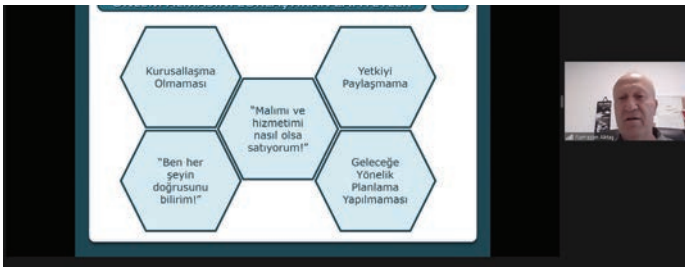 Kurusallaşma
Olmaması
Yetkiyi
Paylaşmama
"Malımı ve
hizmetimi
nasıl olsa
satıyorum!"
"Ben her
şeyin
doğrusunu
bilirim!"
Geleceğe
Yönelik
Planlama
Yapılmaması